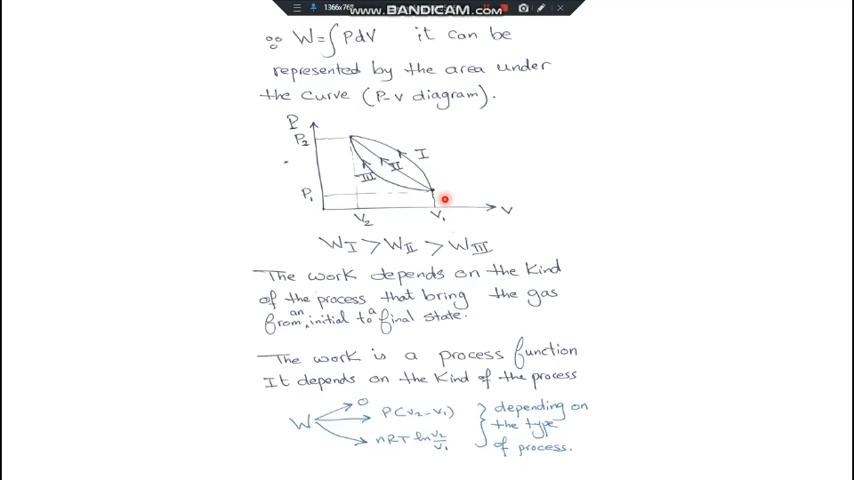 1366x768
WWW.BANDICAM.COM
∵ W=∫PdV it can be
represented by the area under
the curve (P-v diagram).
P
P2
I
II
III
P1
V2
V1
V
WI > WII > WIII
The work depends on the kind
of the process that bring the gas
from an initial to a final state.
The work is a process function
It depends on the kind of the process
W
0
P(V2-V1)
nRT ln V2/V1
} depending on
the type
of process.